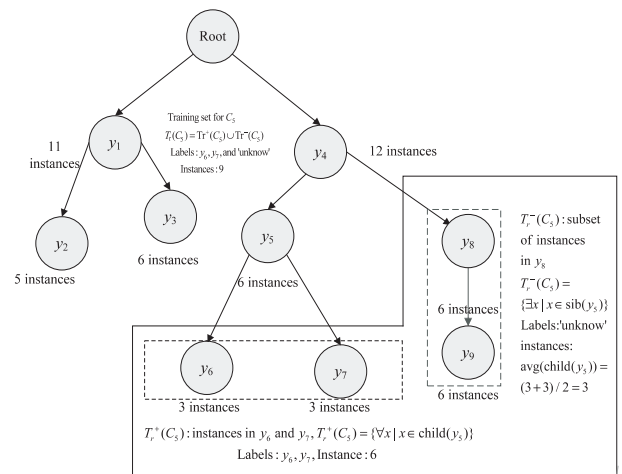 Root
Training set for C₅
Tᵣ(C₅) = Tr⁺(C₅) ∪ Tr⁻(C₅)
Labels : y₆, y₇, and 'unknow'
Instances : 9
11
instances
y₁
y₄
12 instances
y₂
y₃
y₅
y₈
5 instances
6 instances
6 instances
6 instances
Tᵣ⁻(C₅) : subset
of instances
in y₈
Tᵣ⁻(C₅) =
{∃x | x ∈ sib(y₅)}
Labels:'unknow'
instances:
avg(child(y₅)) =
(3+3) / 2 = 3
y₆
y₇
y₉
3 instances
3 instances
6 instances
Tᵣ⁺(C₅) : instances in y₆ and y₇, Tᵣ⁺(C₅) = {∀x | x ∈ child(y₅)}
Labels : y₆, y₇, Instance : 6